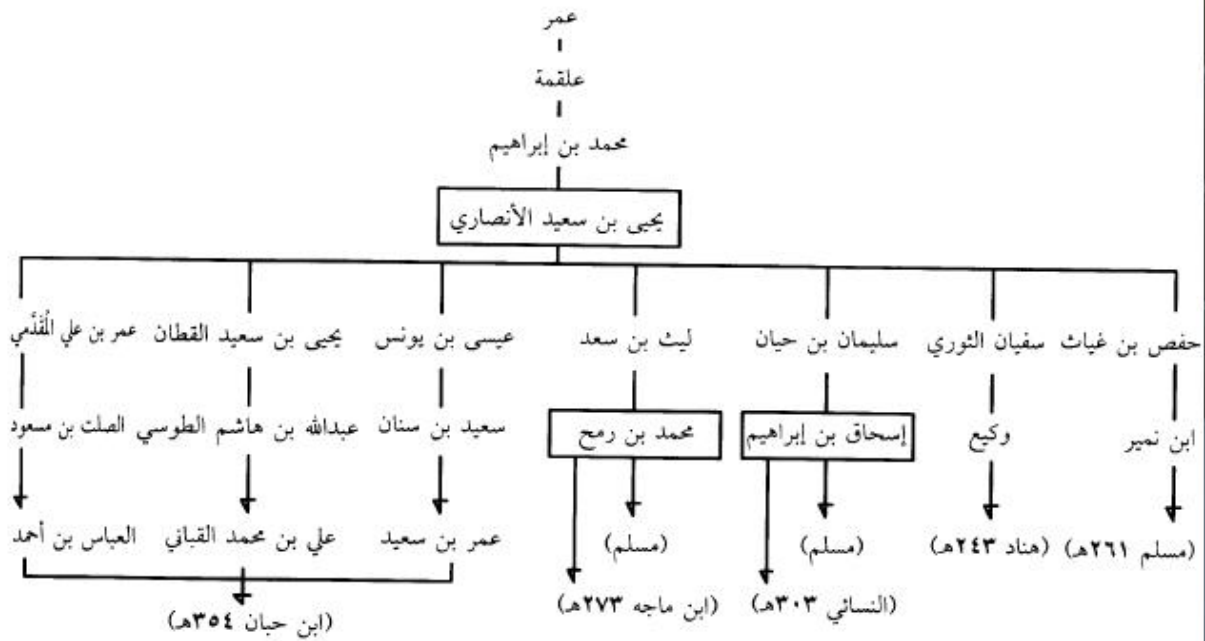 عمر
علقمة
محمد بن إبراهيم
يحيى بن سعيد الأنصاري
حفص بن غياث سفيان الثوري سليمان بن حيان ليث بن سعد عيسى بن يونس يحيى بن سعيد القطان عمر بن علي المُقَدَّمي
ابن نمير وكيع إسحاق بن إبراهيم محمد بن رمح سعيد بن سنان عبدالله بن هاشم الطوسي الصلت بن مسعود
(مسلم ٢٦١هـ) (هناد ٢٤٣هـ) (مسلم) (مسلم) عمر بن سعيد علي بن محمد القباني العباس بن أحمد
(النسائي ٣٠٣هـ) (ابن ماجه ٢٧٣هـ) (ابن حبان ٣٥٤هـ)